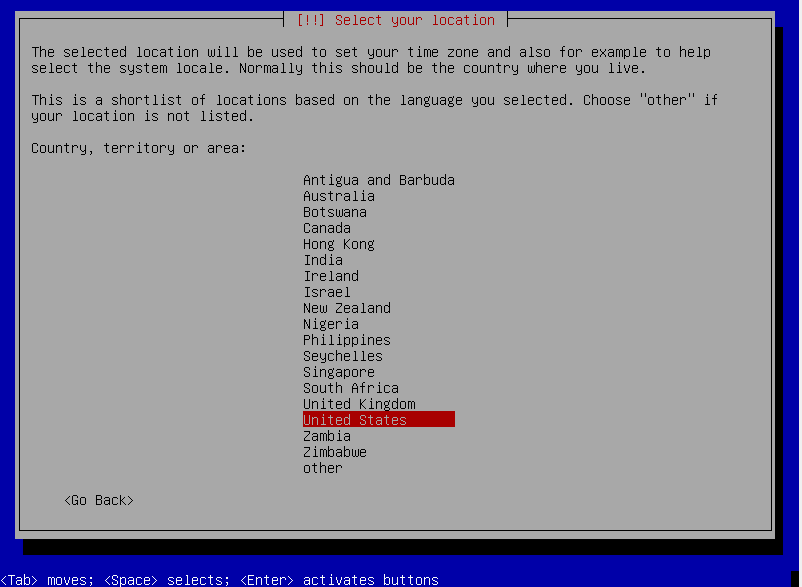 [!!] Select your location
The selected location will be used to set your time zone and also for example to help
select the system locale. Normally this should be the country where you live.
This is a shortlist of locations based on the language you selected. Choose "other" if
your location is not listed.
Country, territory or area:
Antigua and Barbuda
Australia
Botswana
Canada
Hong Kong
India
Ireland
Israel
New Zealand
Nigeria
Philippines
Seychelles
Singapore
South Africa
United Kingdom
United States
Zambia
Zimbabwe
other
<Go Back>
<Tab> moves; <Space> selects; <Enter> activates buttons